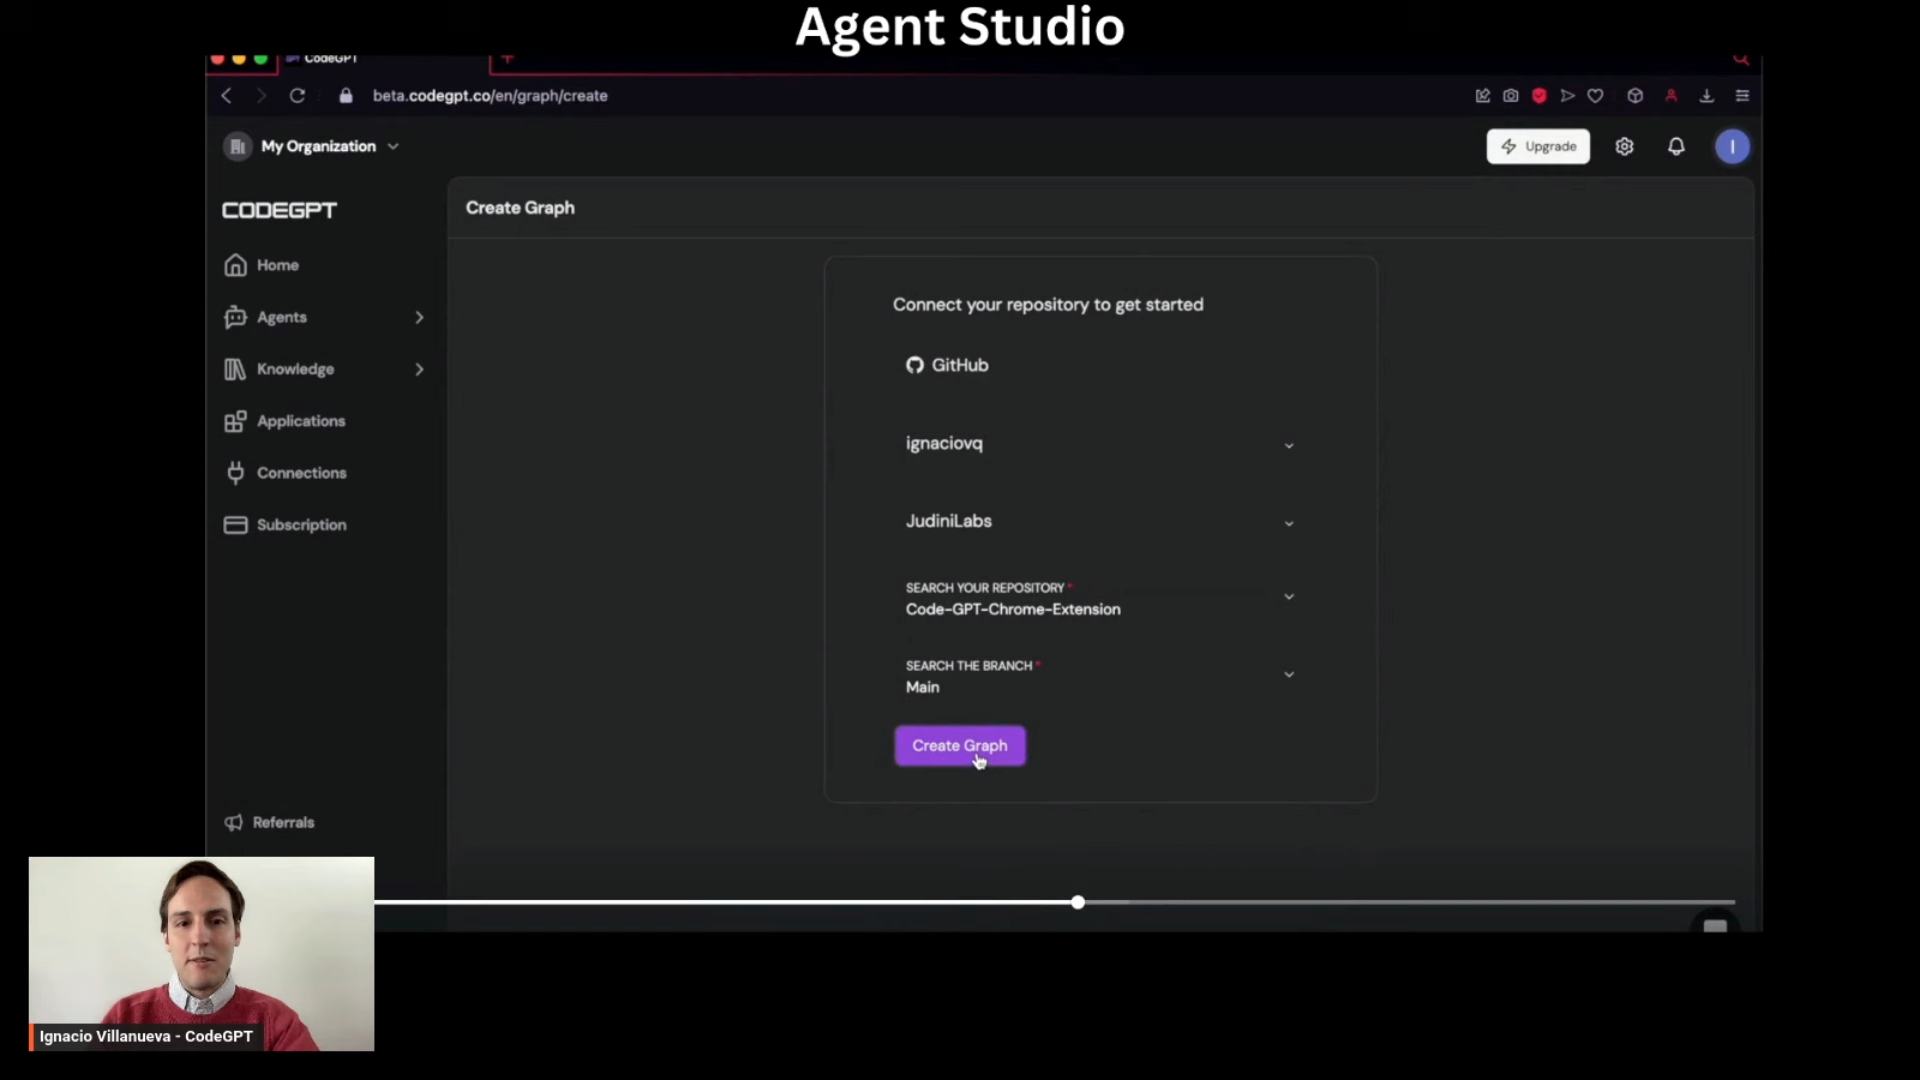 Agent Studio
CodeGPT
beta.codegpt.co/en/graph/create
My Organization
Upgrade
I
CODEGPT
Create Graph
Home
Agents
Knowledge
Applications
Connections
Subscription
Connect your repository to get started
GitHub
ignaciovq
JudiniLabs
SEARCH YOUR REPOSITORY *
Code-GPT-Chrome-Extension
SEARCH THE BRANCH *
Main
Create Graph
Referrals
Ignacio Villanueva - CodeGPT